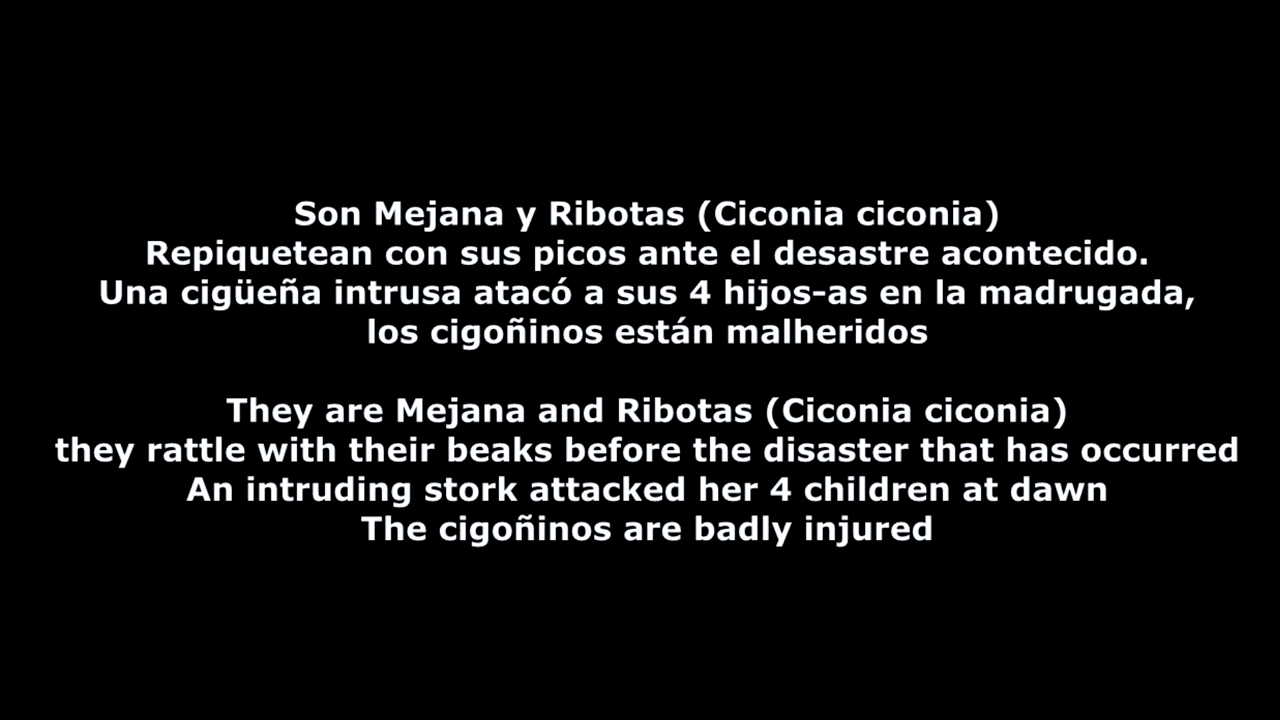 Son Mejana y Ribotas (Ciconia ciconia)
Repiquetean con sus picos ante el desastre acontecido.
Una cigüeña intrusa atacó a sus 4 hijos-as en la madrugada,
los cigoñinos están malheridos
They are Mejana and Ribotas (Ciconia ciconia)
they rattle with their beaks before the disaster that has occurred
An intruding stork attacked her 4 children at dawn
The cigoñinos are badly injured